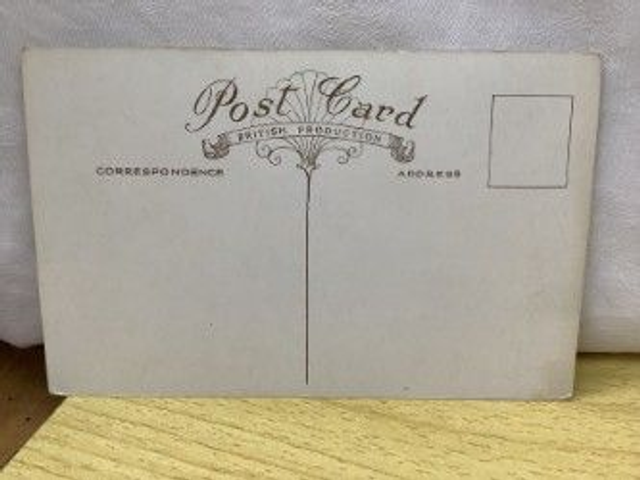 Post Card
BRITISH PRODUCTION
CORRESPONDENCE
ADDRESS